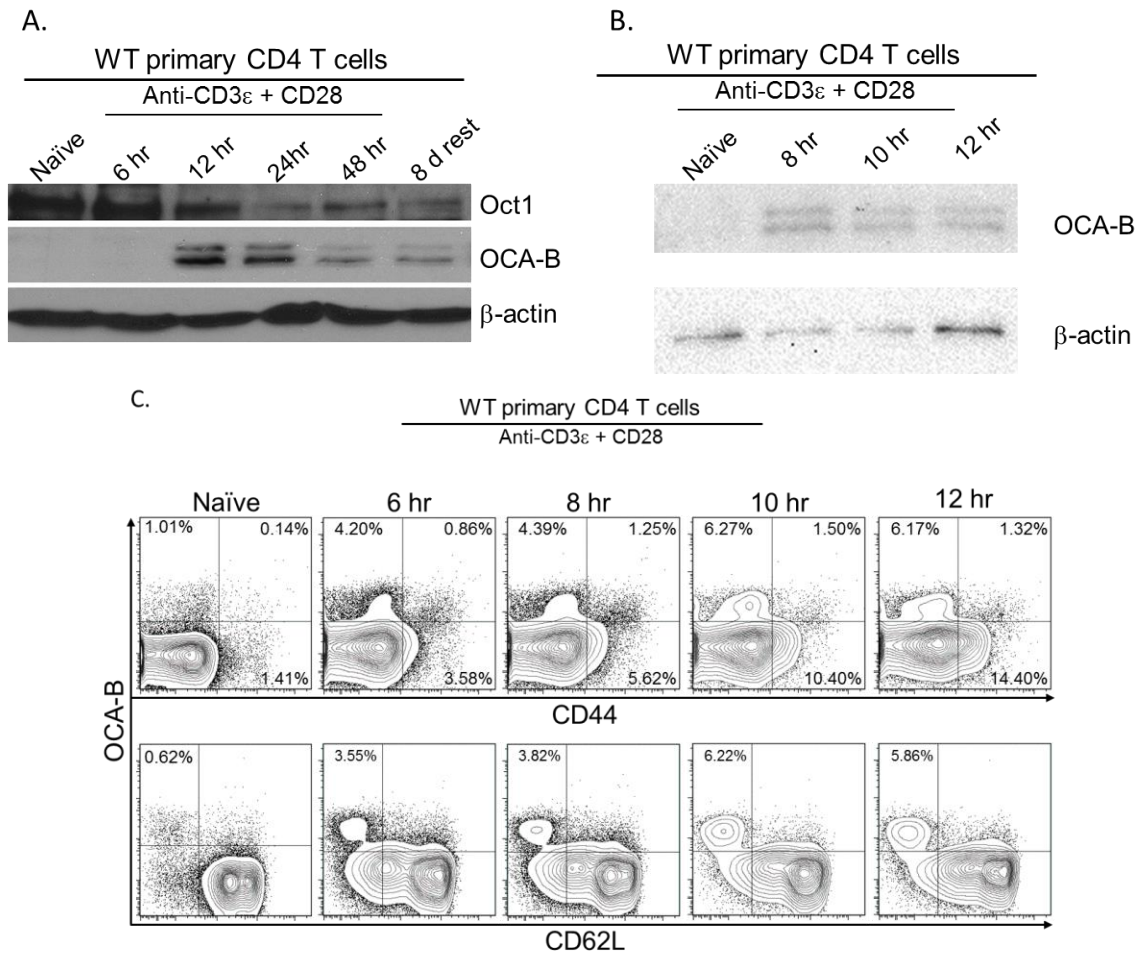 A.
WT primary CD4 T cells
Anti-CD3ε + CD28
Naïve 6 hr 12 hr 24hr 48 hr 8 d rest
Oct1
OCA-B
β-actin
B.
WT primary CD4 T cells
Anti-CD3ε + CD28
Naïve 8 hr 10 hr 12 hr
OCA-B
β-actin
C.
WT primary CD4 T cells
Anti-CD3ε + CD28
Naïve 6 hr 8 hr 10 hr 12 hr
1.01% 0.14% 4.20% 0.86% 4.39% 1.25% 6.27% 1.50% 6.17% 1.32%
1.41% 3.58% 5.62% 10.40% 14.40%
CD44
OCA-B
0.62% 3.55% 3.82% 6.22% 5.86%
CD62L